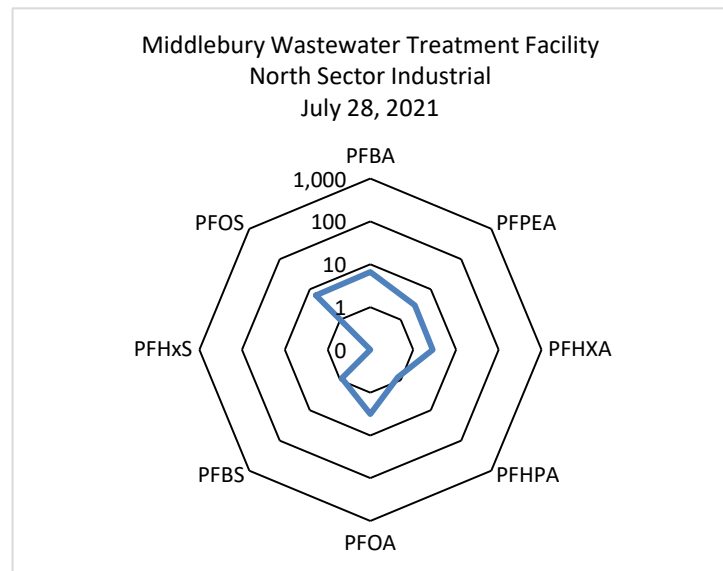 Middlebury Wastewater Treatment Facility
North Sector Industrial
July 28, 2021
PFBA
1,000
PFOS
100
PFPEA
10
1
PFHxS
0
PFHXA
PFBS
PFHPA
PFOA